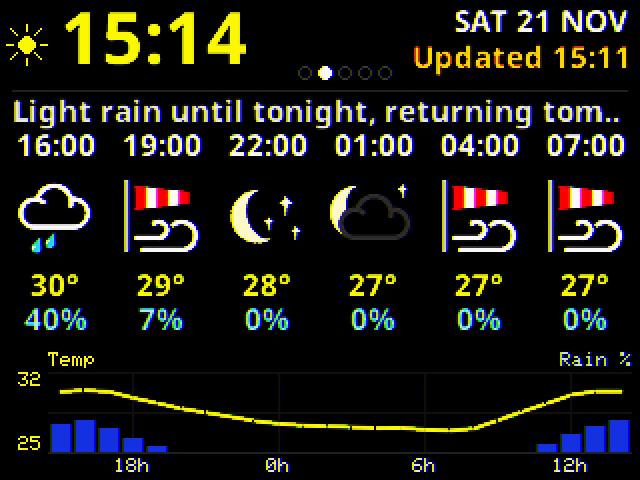 15:14
SAT 21 NOV
Updated 15:11
Light rain until tonight, returning tom..
16:00 19:00 22:00 01:00 04:00 07:00
30° 29° 28° 27° 27° 27°
40% 7% 0% 0% 0% 0%
Temp Rain %
32
25
18h 0h 6h 12h